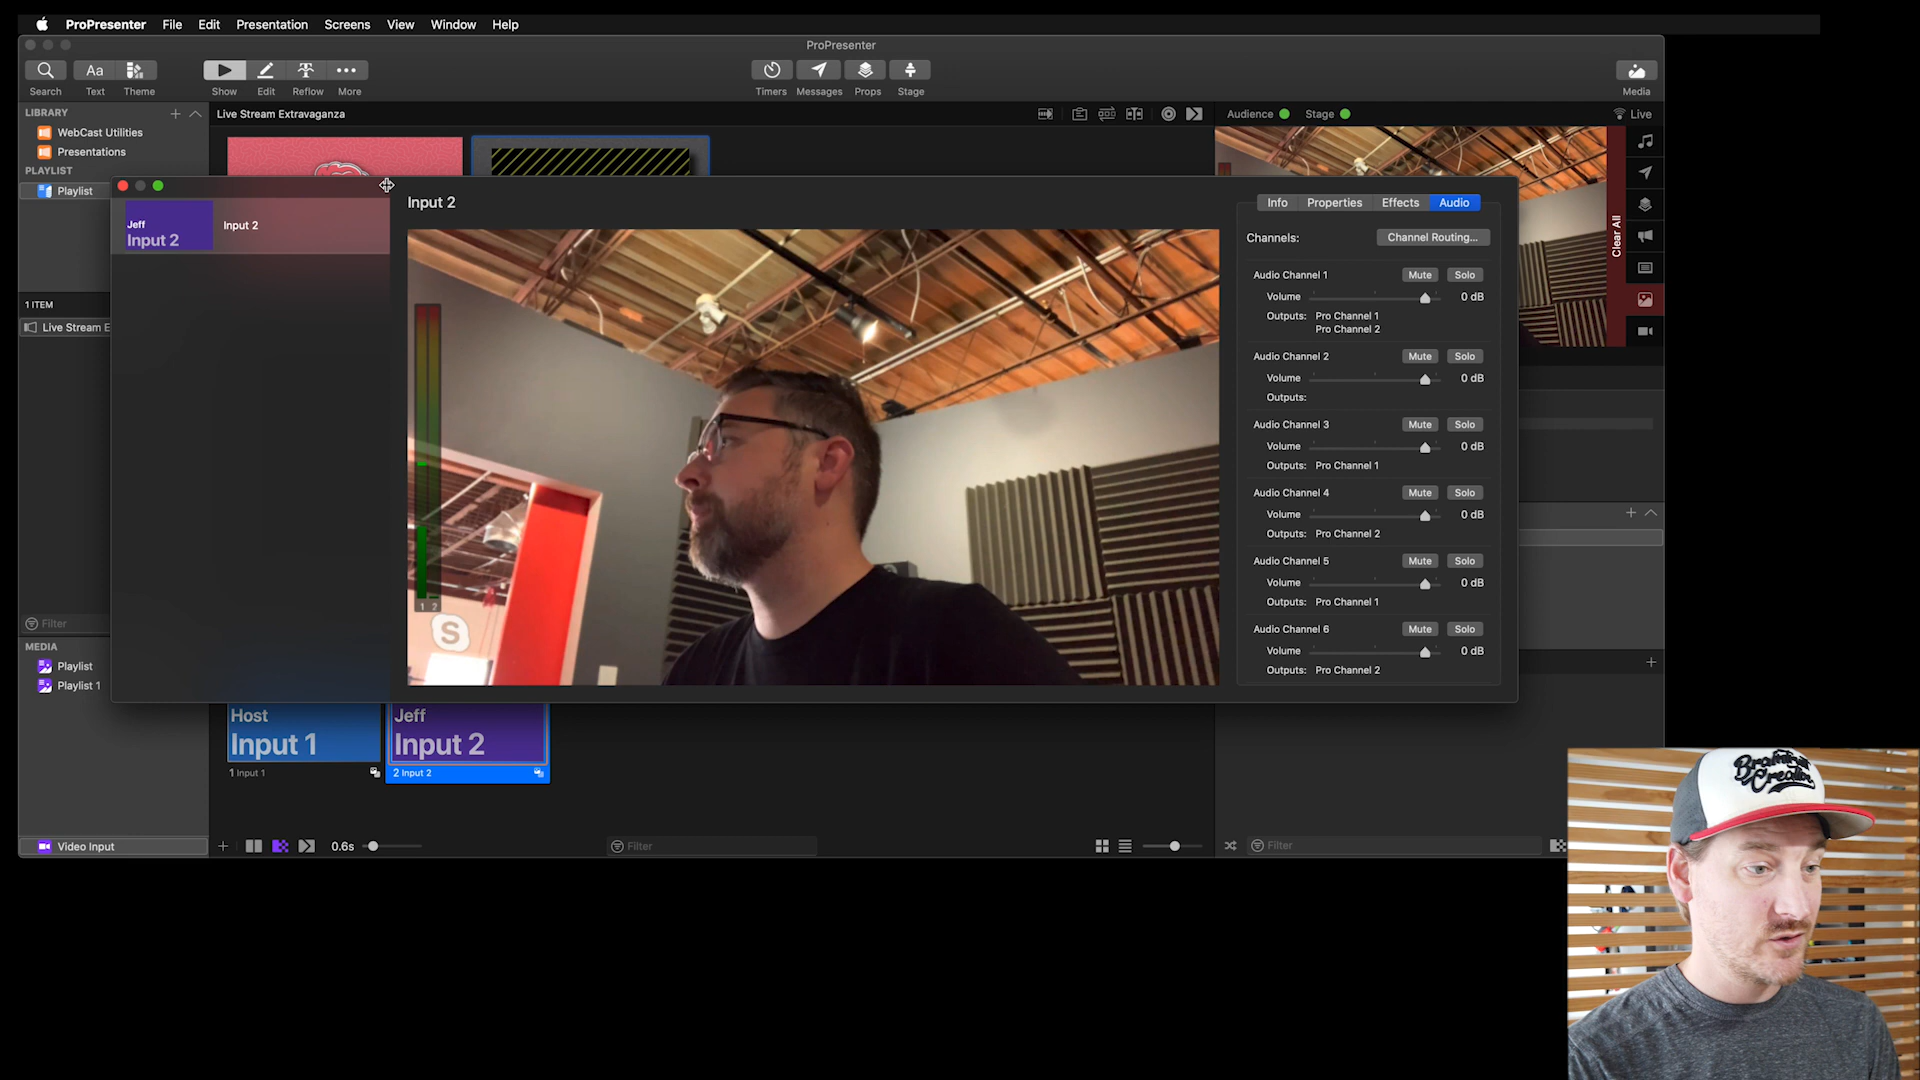 ProPresenter File Edit Presentation Screens View Window Help
ProPresenter
Search Text Theme Show Edit Reflow More Timers Messages Props Stage Media
Aa
LIBRARY
WebCast Utilities
Presentations
PLAYLIST
Playlist
1 ITEM
Live Stream E
Filter
MEDIA
Playlist
Playlist 1
Video Input
Live Stream Extravaganza
Audience Stage Live
Clear All
Jeff
Input 2
Input 2
Input 2
1 2
S
Info Properties Effects Audio
Channels: Channel Routing...
Audio Channel 1 Mute Solo
Volume 0 dB
Outputs: Pro Channel 1
Pro Channel 2
Audio Channel 2 Mute Solo
Volume 0 dB
Outputs:
Audio Channel 3 Mute Solo
Volume 0 dB
Outputs: Pro Channel 1
Audio Channel 4 Mute Solo
Volume 0 dB
Outputs: Pro Channel 2
Audio Channel 5 Mute Solo
Volume 0 dB
Outputs: Pro Channel 1
Audio Channel 6 Mute Solo
Volume 0 dB
Outputs: Pro Channel 2
Host
Input 1
1 Input 1
Jeff
Input 2
2 Input 2
0.6s
Filter
Filter
Brainfruit
Creative